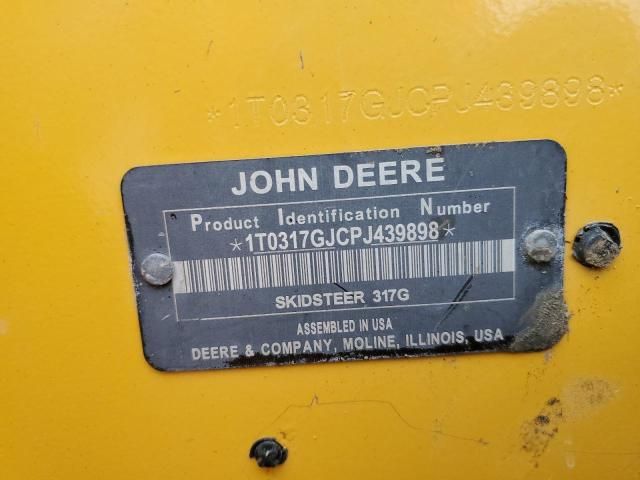 *1T0317GJCPJ439898*
JOHN DEERE
Product Identification Number
*1T0317GJCPJ439898*
SKIDSTEER 317G
ASSEMBLED IN USA
DEERE & COMPANY, MOLINE, ILLINOIS, USA